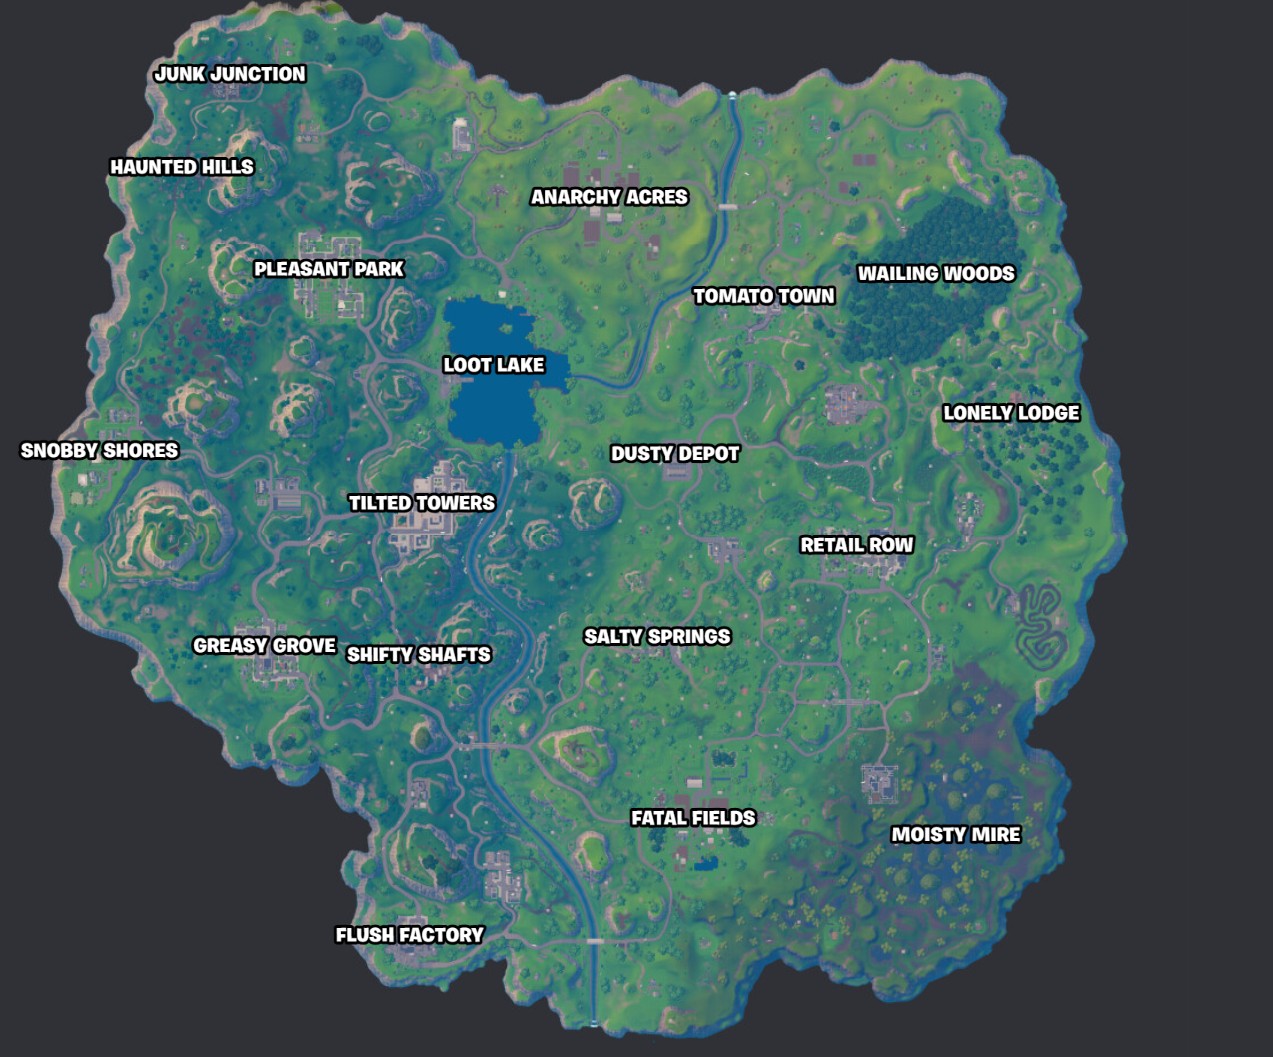 JUNK JUNCTION
HAUNTED HILLS
ANARCHY ACRES
PLEASANT PARK
WAILING WOODS
TOMATO TOWN
LOOT LAKE
LONELY LODGE
SNOBBY SHORES
DUSTY DEPOT
TILTED TOWERS
RETAIL ROW
SALTY SPRINGS
GREASY GROVE
SHIFTY SHAFTS
FATAL FIELDS
MOISTY MIRE
FLUSH FACTORY